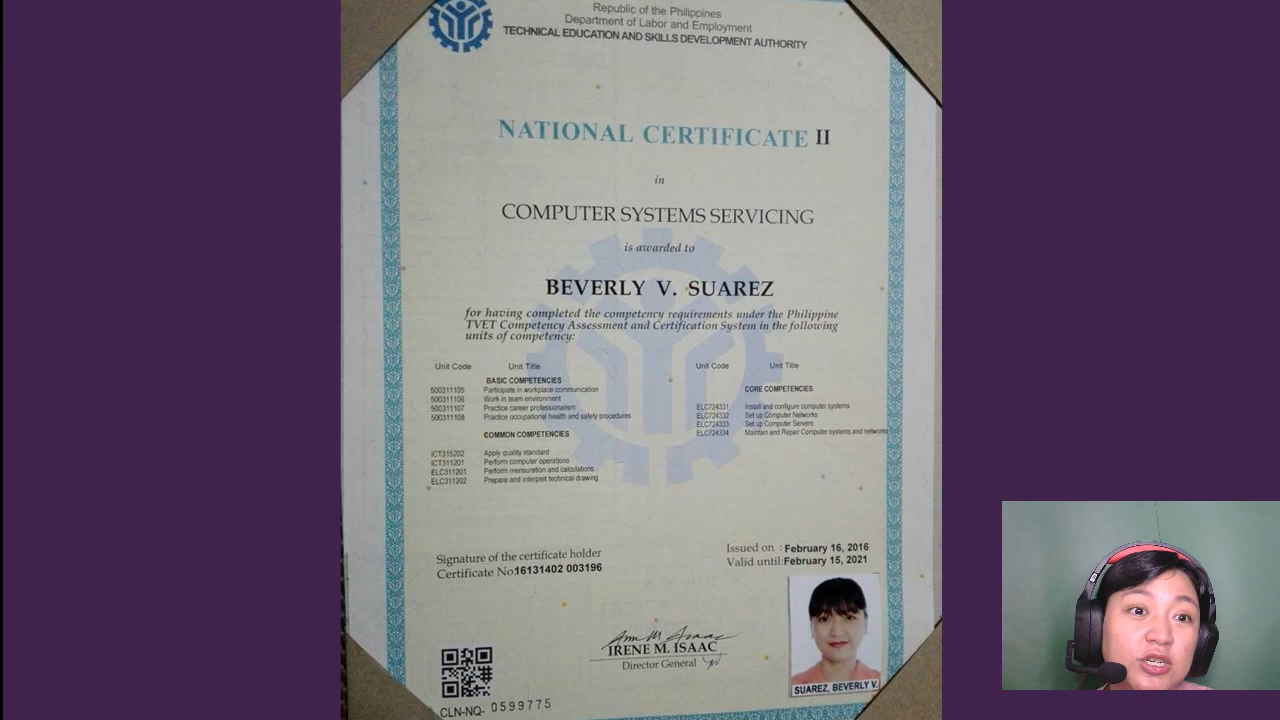 Republic of the Philippines
Department of Labor and Employment
TECHNICAL EDUCATION AND SKILLS DEVELOPMENT AUTHORITY
NATIONAL CERTIFICATE II
in
COMPUTER SYSTEMS SERVICING
is awarded to
BEVERLY V. SUAREZ
for having completed the competency requirements under the Philippine
TVET Competency Assessment and Certification System in the following
units of competency:
Unit Code Unit Title
BASIC COMPETENCIES
500311105 Participate in workplace communication
500311106 Work in team environment
500311107 Practice career professionalism
500311108 Practice occupational health and safety procedures
COMMON COMPETENCIES
ICT315202 Apply quality standard
ICT311201 Perform computer operations
ELC311201 Perform mensuration and calculations
ELC311202 Prepare and interpret technical drawing
Unit Code Unit Title
CORE COMPETENCIES
ELC724331 Install and configure computer systems
ELC724332 Set up Computer Networks
ELC724333 Set up Computer Servers
ELC724334 Maintain and Repair Computer systems and networks
Signature of the certificate holder
Certificate No.16131402 003196
Issued on : February 16, 2016
Valid until: February 15, 2021
IRENE M. ISAAC
Director General
SUAREZ, BEVERLY V.
CLN-NQ- 0599775